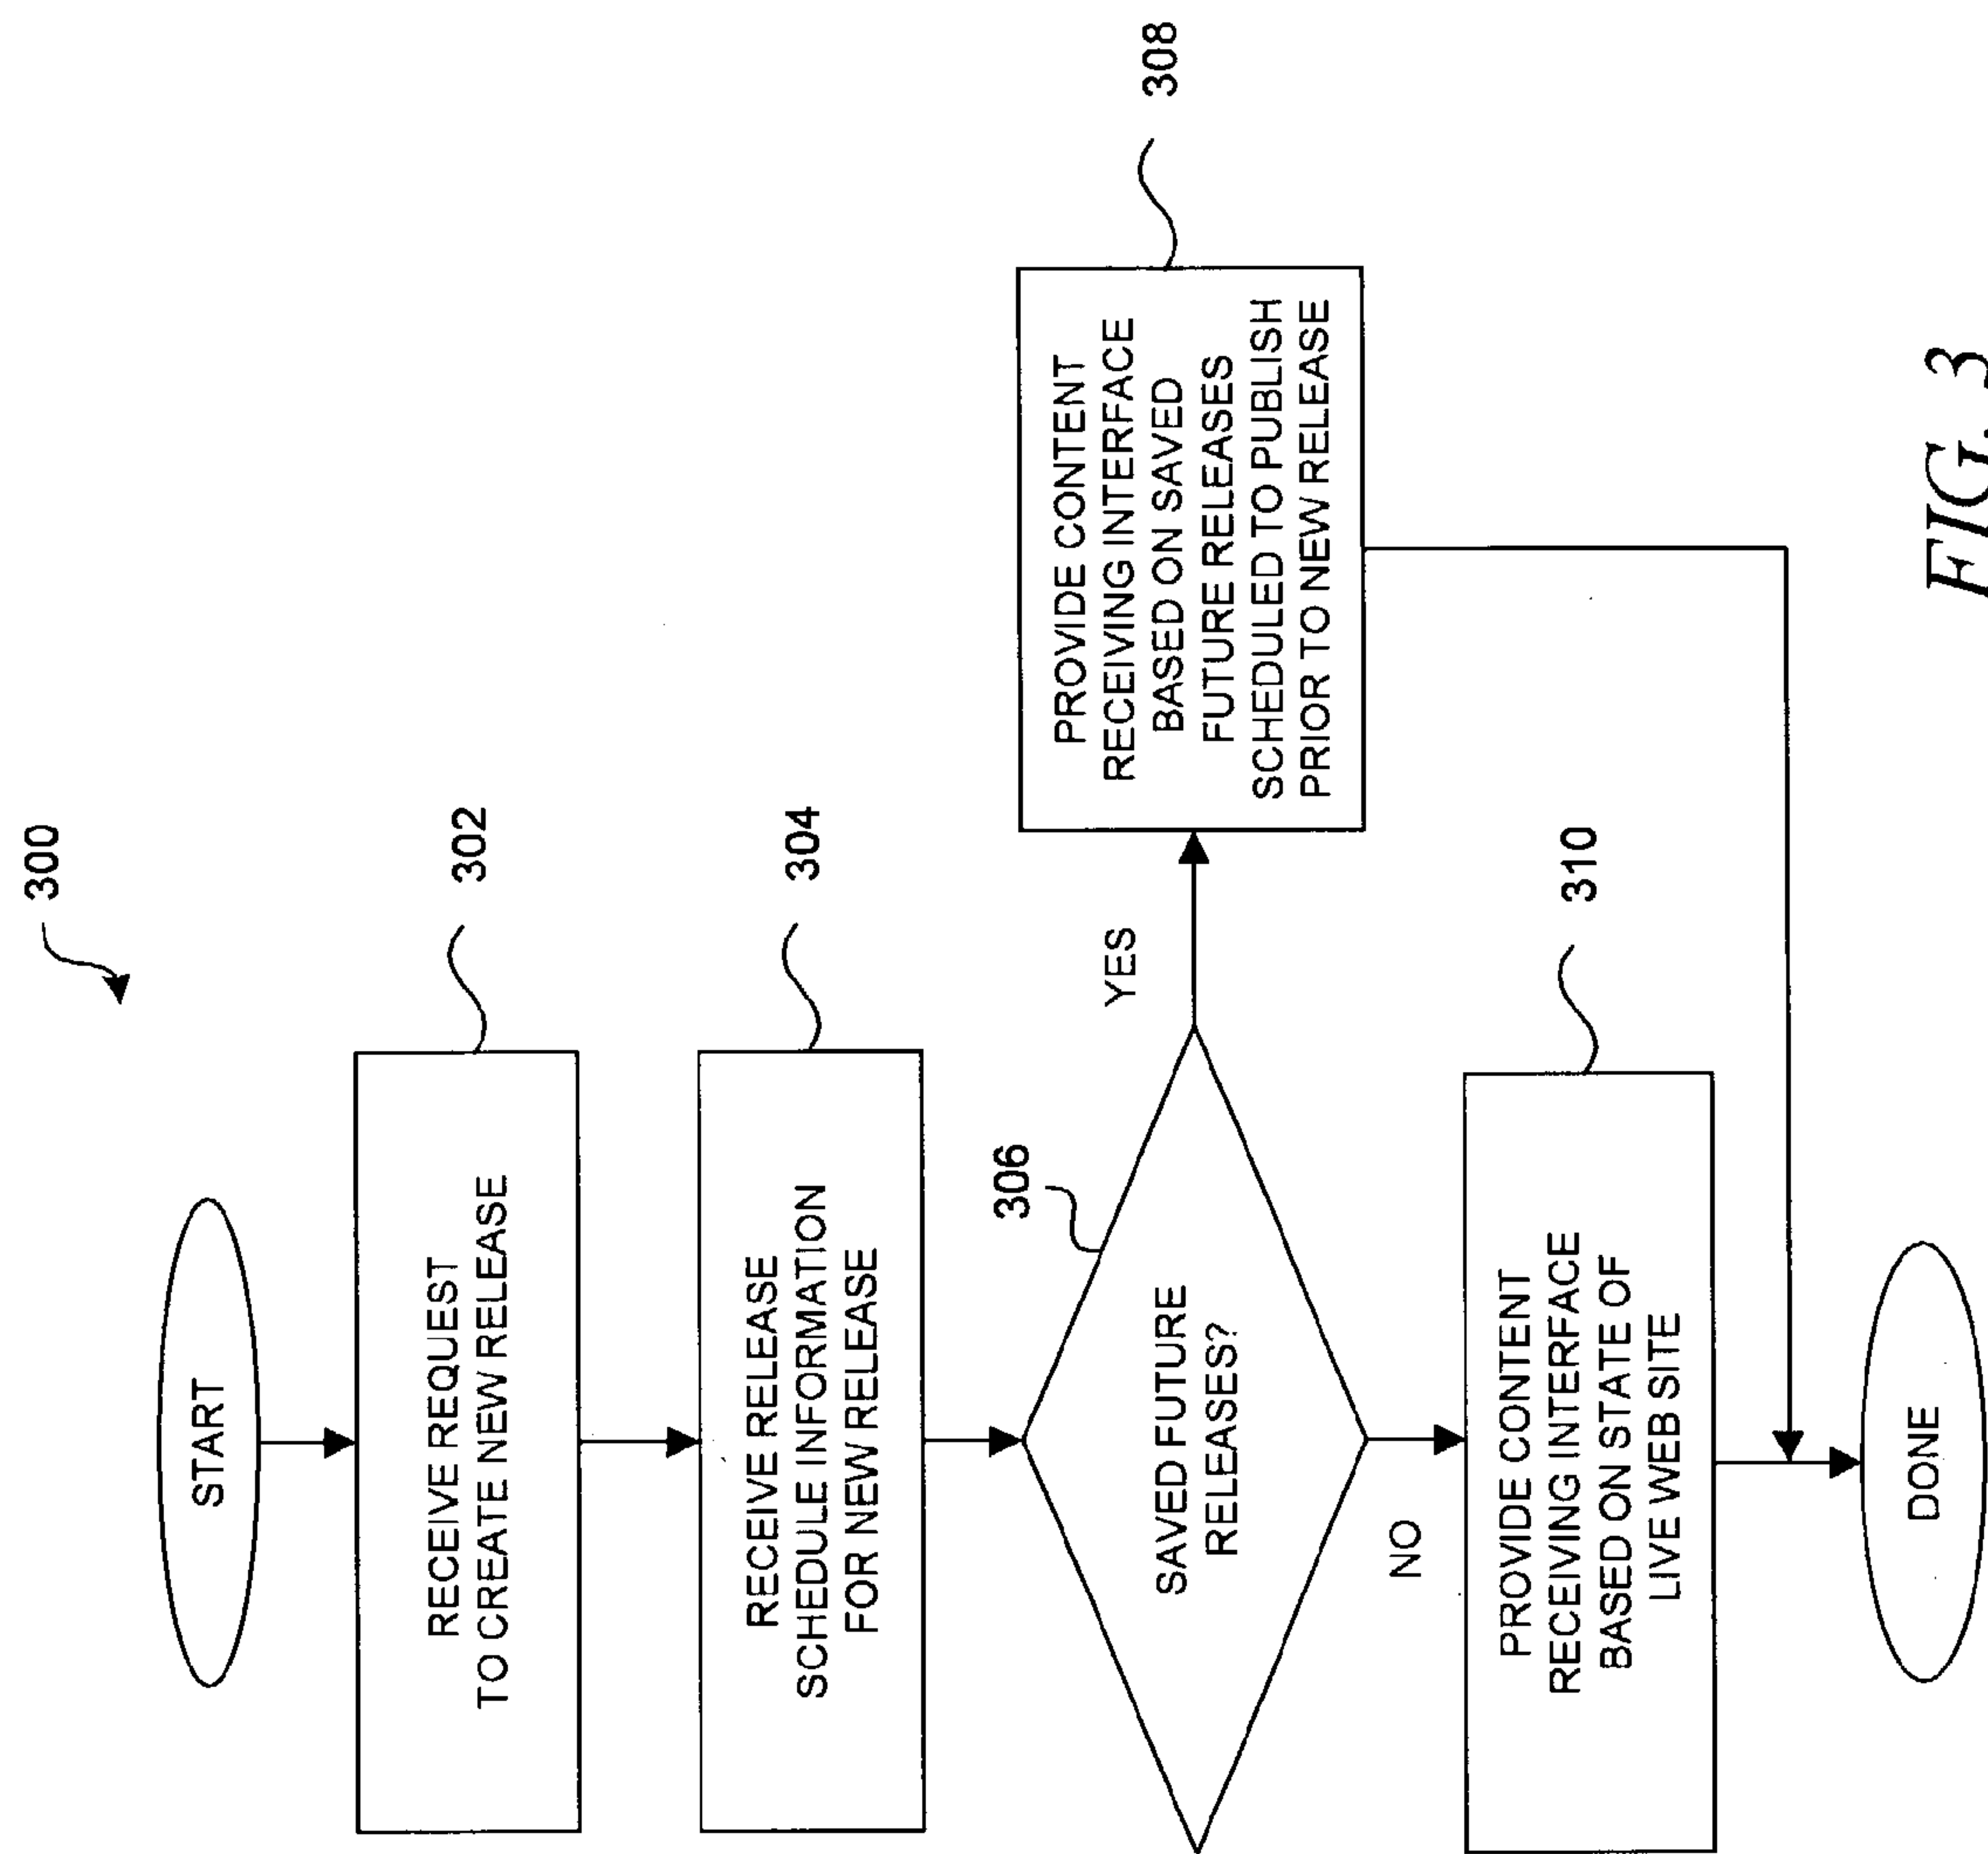 300
START
302
RECEIVE REQUEST
TO CREATE NEW RELEASE
304
RECEIVE RELEASE
SCHEDULE INFORMATION
FOR NEW RELEASE
306
SAVED FUTURE
RELEASES?
YES
308
PROVIDE CONTENT
RECEIVING INTERFACE
BASED ON SAVED
FUTURE RELEASES
SCHEDULED TO PUBLISH
PRIOR TO NEW RELEASE
NO
310
PROVIDE CONTENT
RECEIVING INTERFACE
BASED ON STATE OF
LIVE WEB SITE
DONE
FIG. 3